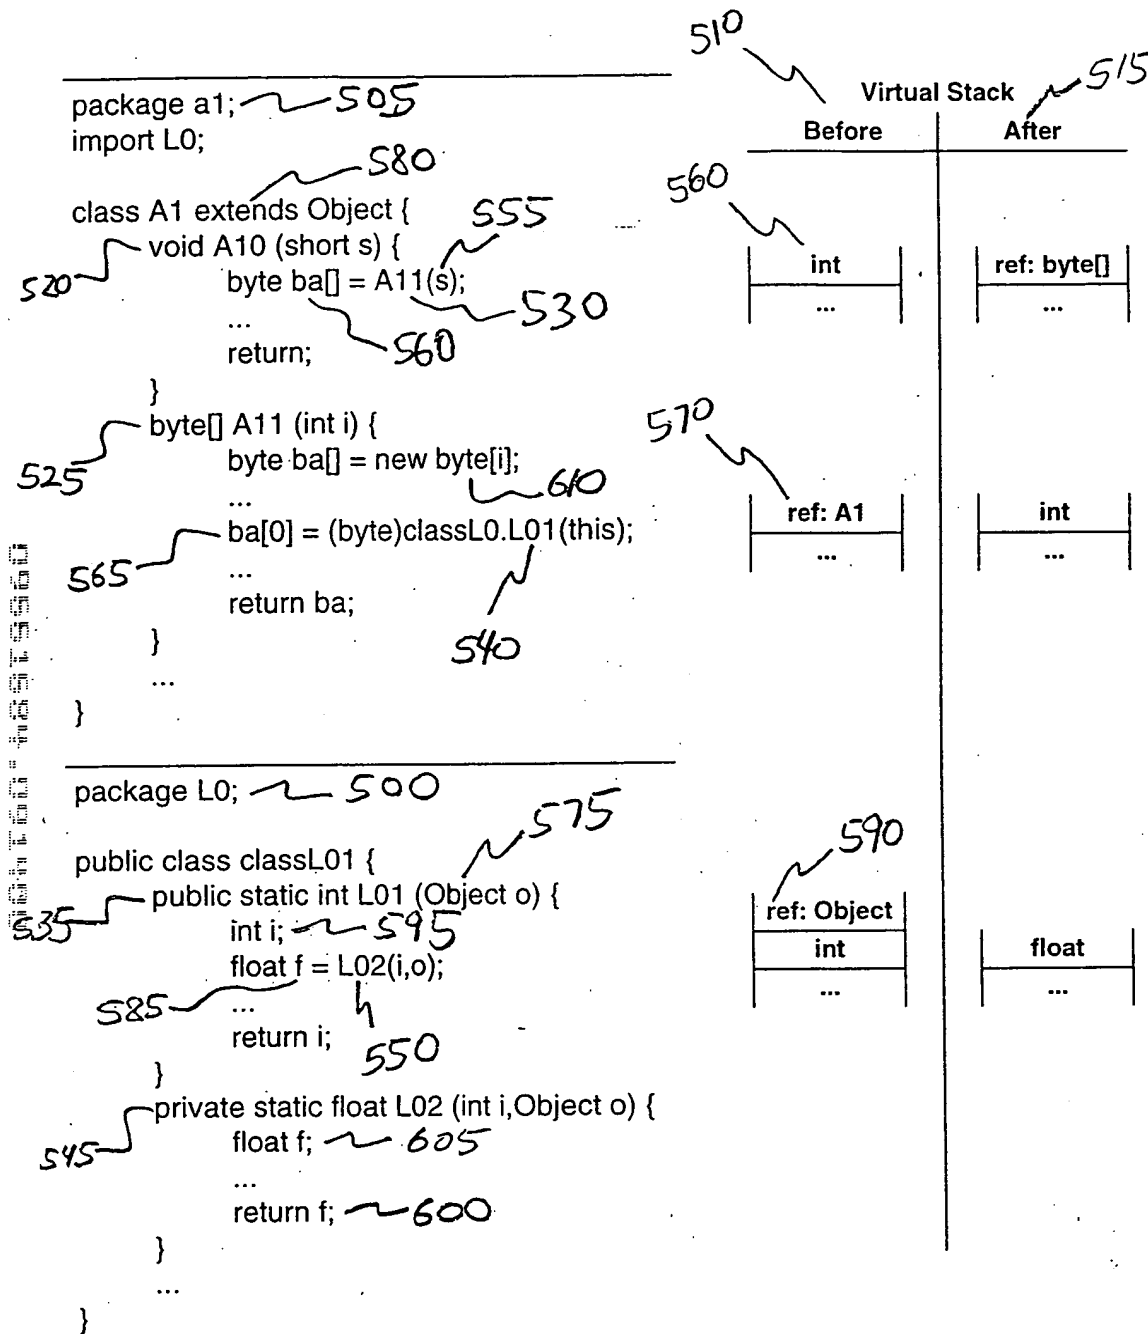 510
package a1; 505
import L0;
Virtual Stack 515
Before After
580
class A1 extends Object { 555
520 void A10 (short s) {
byte ba[] = A11(s); 530
...
560
return;
}
560
int ref: byte[]
... ...
525 byte[] A11 (int i) {
byte ba[] = new byte[i];
... 610
565 ba[0] = (byte)classL0.L01(this);
...
return ba;
540
}
...
}
570
ref: A1 int
... ...
package L0; 500
575
public class classL01 {
535 public static int L01 (Object o) {
int i; 595
float f = L02(i,o);
585 ...
return i;
550
}
590
ref: Object
int float
... ...
545 private static float L02 (int i,Object o) {
float f; 605
...
return f; 600
}
...
}